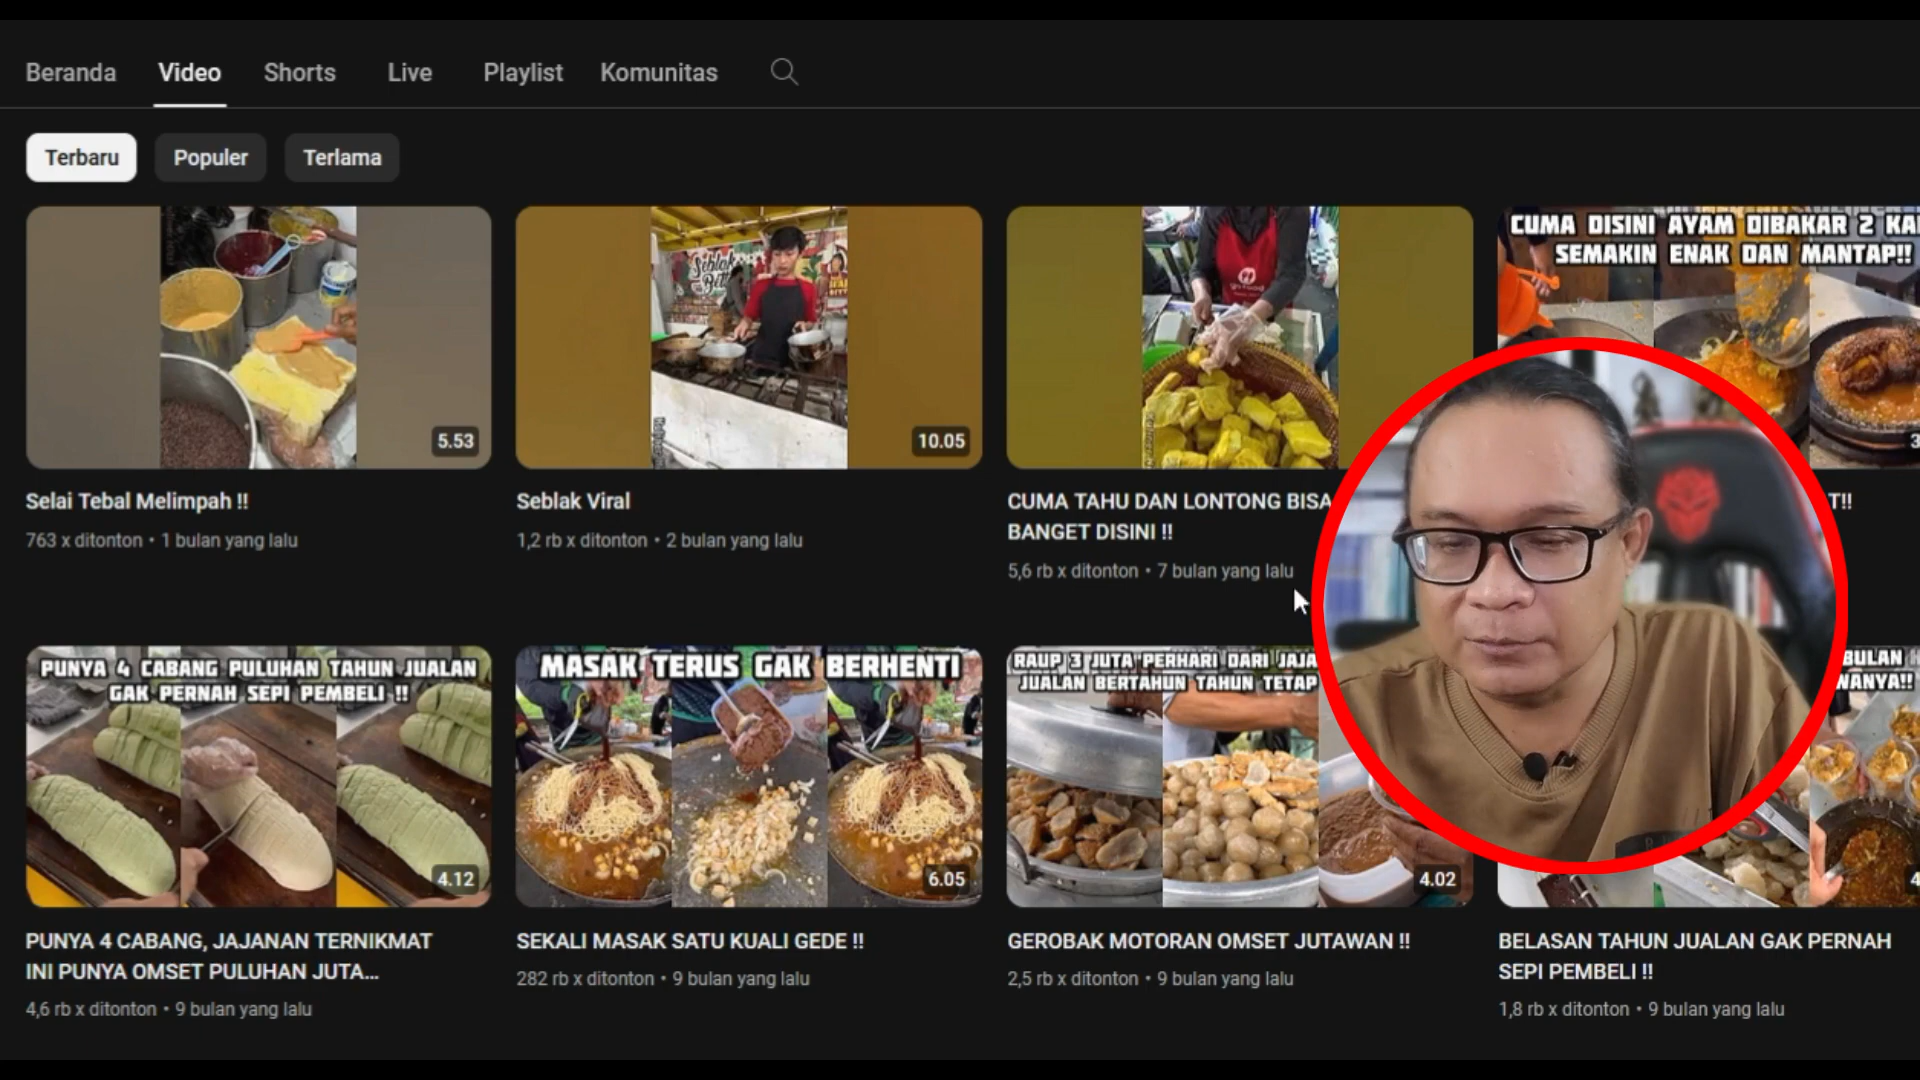 Beranda
Video
Shorts
Live
Playlist
Komunitas
Terbaru
Populer
Terlama
5.53
Seblak
10.05
CUMA DISINI AYAM DIBAKAR 2
SEMAKIN ENAK DAN MANTAP!!
Selai Tebal Melimpah !!
763 x ditonton • 1 bulan yang lalu
Seblak Viral
1,2 rb x ditonton • 2 bulan yang lalu
CUMA TAHU DAN LONTONG BISA
BANGET DISINI !!
5,6 rb x ditonton • 7 bulan yang lalu
T!!
PUNYA 4 CABANG PULUHAN TAHUN JUALAN
GAK PERNAH SEPI PEMBELI !!
4.12
MASAK TERUS GAK BERHENTI
6.05
RAUP 3 JUTA PERHARI DARI
JUALAN BERTAHUN TAHUN TETAP
4.02
BULAN
WANYA!!
PUNYA 4 CABANG, JAJANAN TERNIKMAT
INI PUNYA OMSET PULUHAN JUTA...
4,6 rb x ditonton • 9 bulan yang lalu
SEKALI MASAK SATU KUALI GEDE !!
282 rb x ditonton • 9 bulan yang lalu
GEROBAK MOTORAN OMSET JUTAWAN !!
2,5 rb x ditonton • 9 bulan yang lalu
BELASAN TAHUN JUALAN GAK PERNAH
SEPI PEMBELI !!
1,8 rb x ditonton • 9 bulan yang lalu